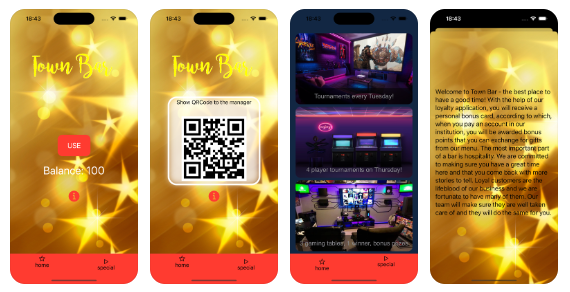 18:43
Town Bar
USE
Balance: 100
home
special
18:43
Town Bar
Show QRCode to the manager
home
special
18:43
Tournaments every Tuesday!
4 player tournaments on Thursday!
gaming tables, 1 winner, bonus prizes
home
special
18:43
Welcome to Town Bar - the best place to
have a good time! With the help of our
loyalty application, you will receive a
personal bonus card, according to which,
when you pay an account in our
institution, you will be awarded bonus
points that you can exchange for gifts
from our menu. The most important part
of a bar is hospitality. We are committed
to making sure you have a great time
here and that you come back with more
stories to tell. Loyal customers are the
lifeblood of our business and we are
fortunate to have many of them. Our
team will make sure they are well taken
care of and they will do the same for you.